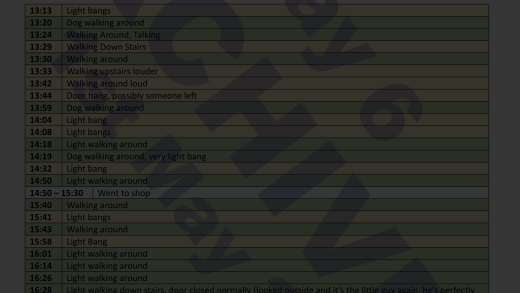 13:13 Light bangs
13:20 Dog walking around
13:24 Walking Around, Talking
13:29 Walking Down Stairs
13:30 Walking around
13:33 Walking upstairs louder
13:42 Walking around loud
13:44 Door bang, possibly someone left
13:59 Dog walking around
14:04 Light bang
14:08 Light bangs
14:18 Light walking around
14:19 Dog walking around, very light bang
14:32 Light bang
14:50 Light walking around
14:50 – 15:30 Went to shop
15:40 Walking around
15:41 Light bangs
15:43 Walking around
15:58 Light Bang
16:01 Light walking around
16:14 Light walking around
16:26 Light walking around
16:28 Light walking down stairs, door closed normally (looked outside and it's the little guy again, he's perfectly